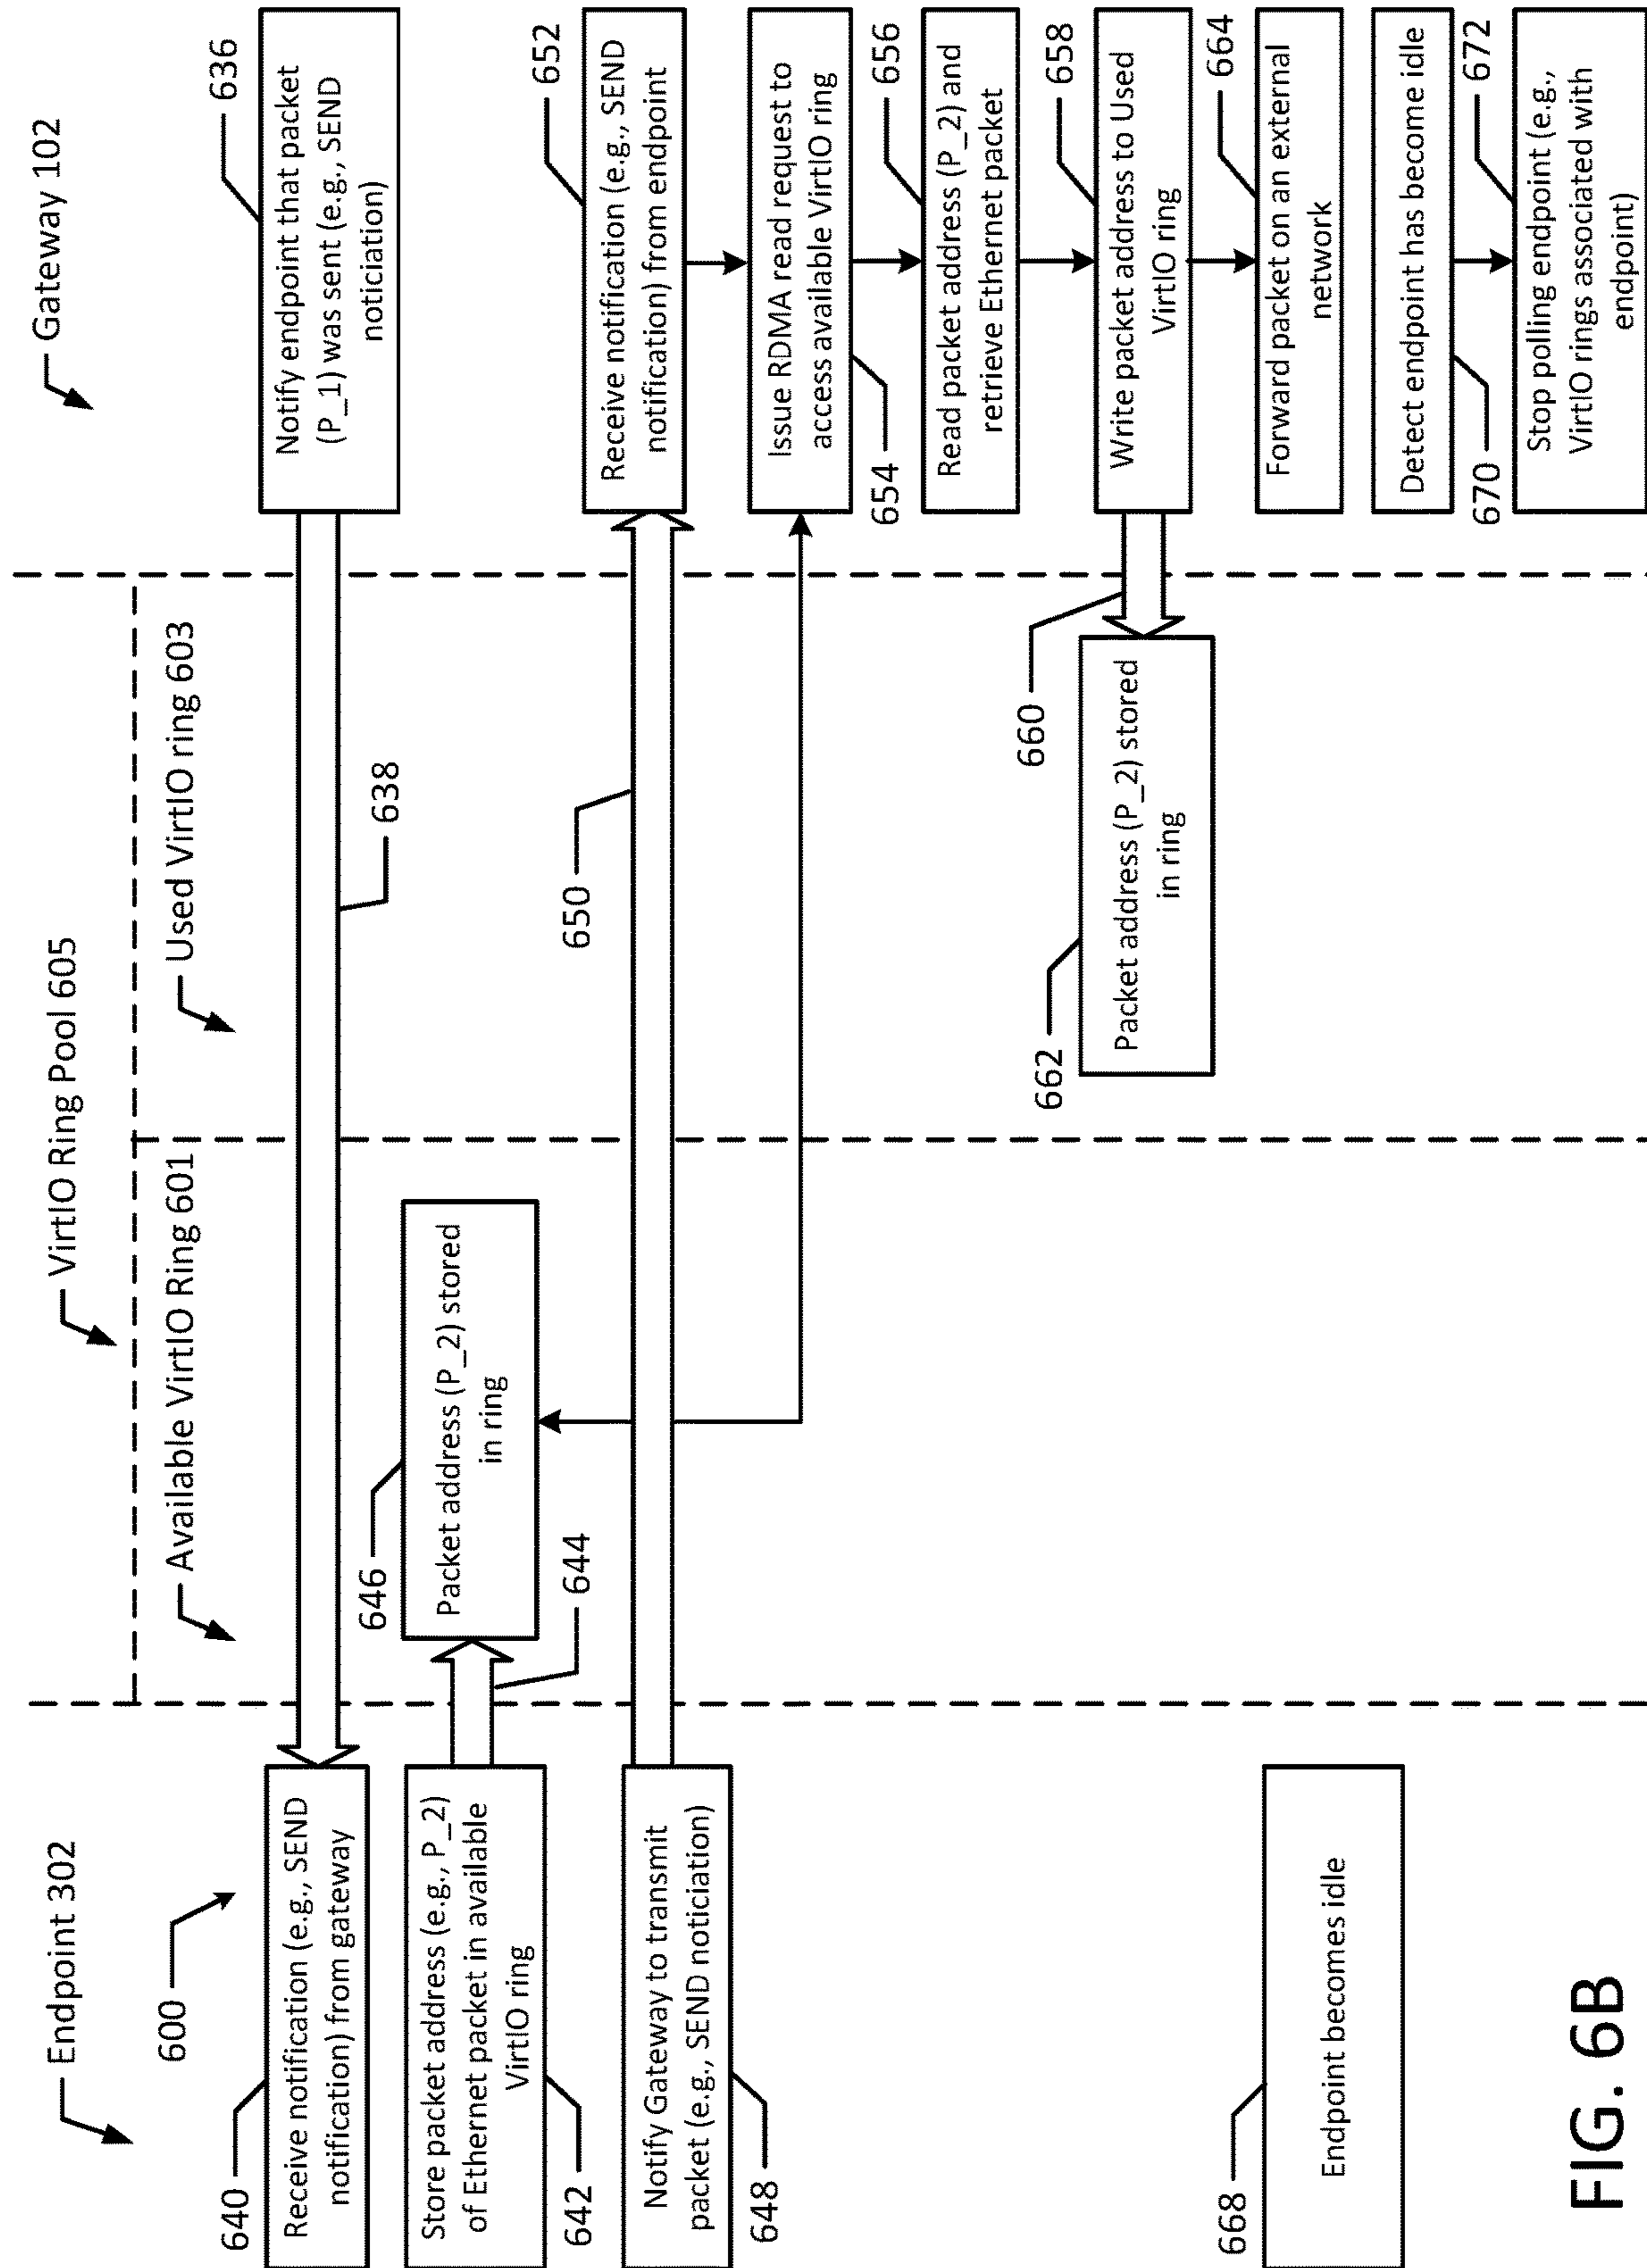 Endpoint 302
VirtIO Ring Pool 605
Gateway 102
600
Available VirtIO Ring 601
Used VirtIO ring 603
636
Notify endpoint that packet
(P_1) was sent (e.g., SEND
noticiation)
638
640
Receive notification (e.g., SEND
notification) from gateway
Store packet address (e.g., P_2)
of Ethernet packet in available
VirtIO ring
642
644
646
Packet address (P_2) stored
in ring
Notify Gateway to transmit
packet (e.g., SEND noticiation)
648
650
652
Receive notification (e.g., SEND
notification) from endpoint
Issue RDMA read request to
access available VirtIO ring
654
656
Read packet address (P_2) and
retrieve Ethernet packet
658
Write packet address to Used
VirtIO ring
660
662
Packet address (P_2) stored
in ring
664
Forward packet on an external
network
668
Endpoint becomes idle
Detect endpoint has become idle
670
672
Stop polling endpoint (e.g.,
VirtIO rings associated with
endpoint)
FIG. 6B